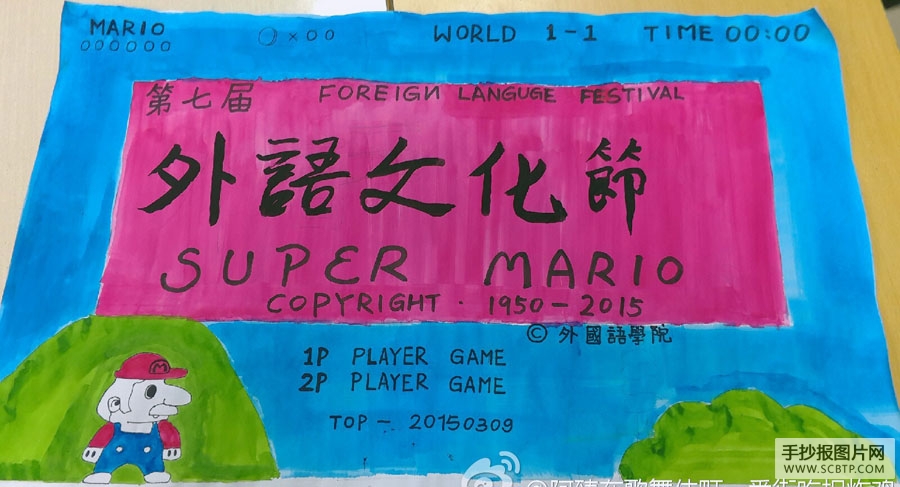 MARIO WORLD 1-1 TIME 00:00
000000 ×00
第七届 FOREIGN LANGUGE FESTIVAL
外語文化節
SUPER MARIO
COPYRIGHT · 1950-2015
© 外國語學院
1P PLAYER GAME
2P PLAYER GAME
TOP - 20150309
M
手抄报图片网
WWW.SCBTP.COM